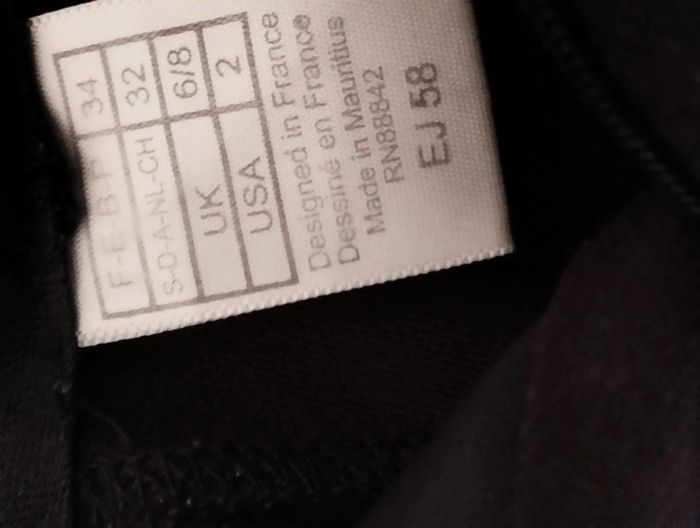 F-E-B-P 34
S-D-A-NL-CH 32
UK 6/8
USA 2
Designed in France
Dessiné en France
Made in Mauritius
RN88842
EJ 58